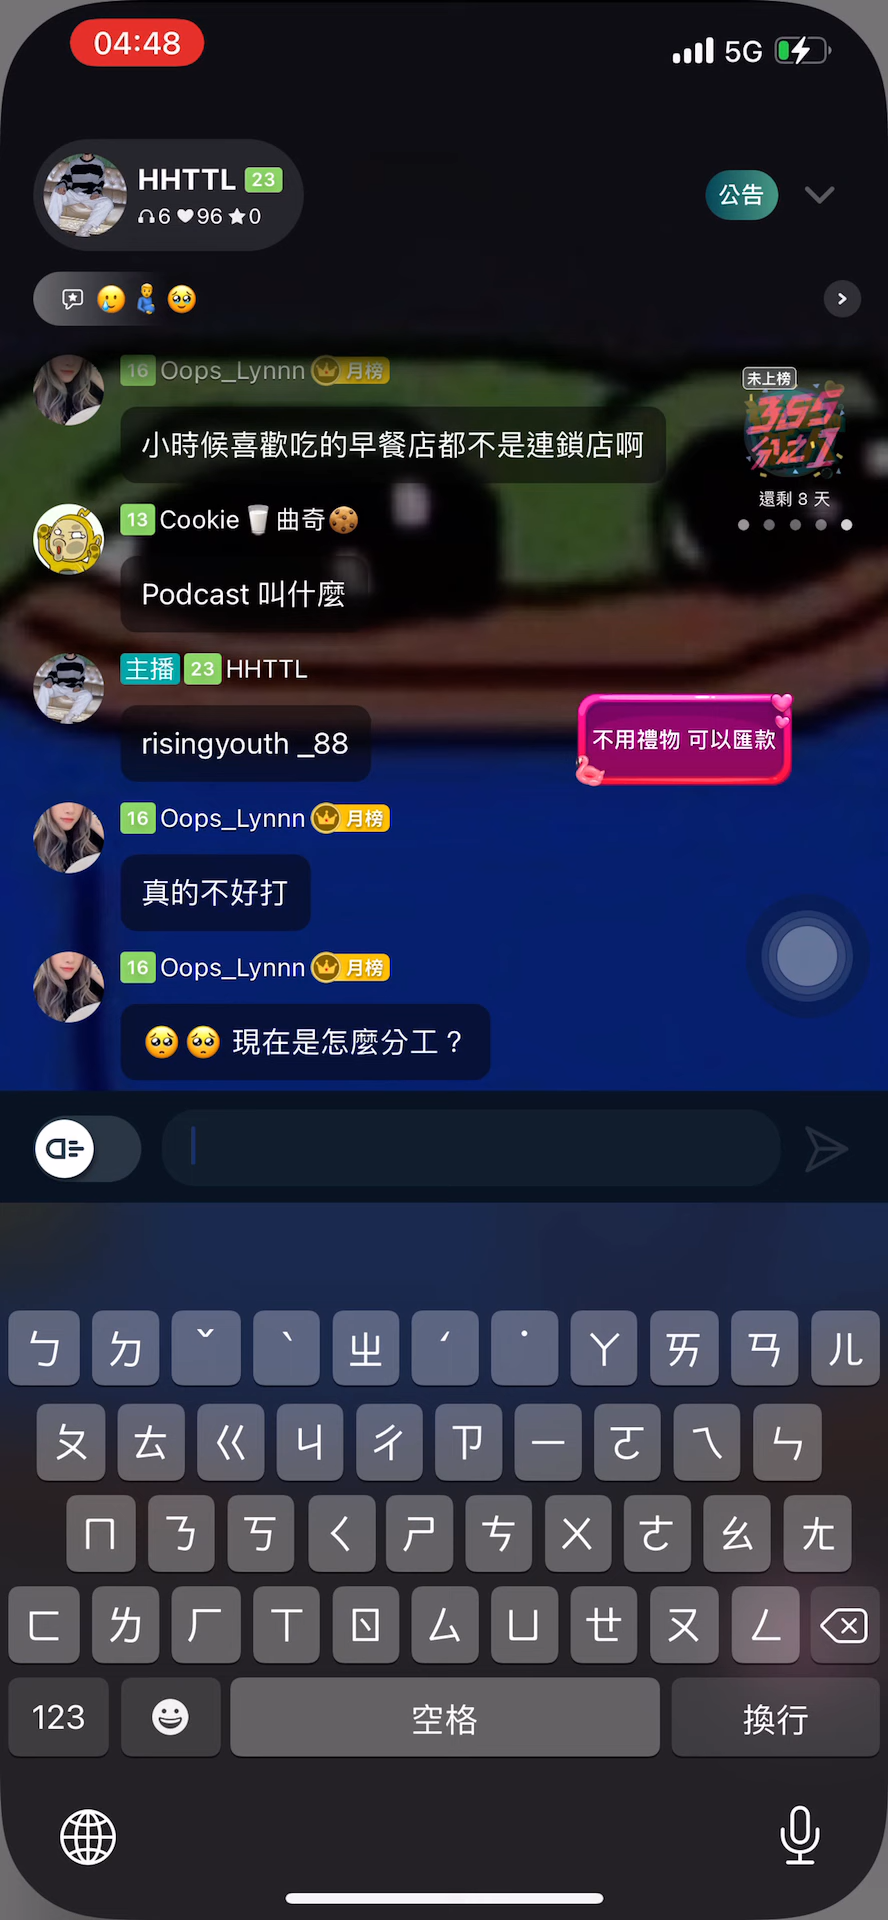 04:48
5G
HHTTL 23
6 96 0
公告
16 Oops_Lynnn 月榜
小時候喜歡吃的早餐店都不是連鎖店啊
未上榜
365
分之1
還剩 8 天
13 Cookie 曲奇
Podcast 叫什麼
主播 23 HHTTL
risingyouth _88
不用禮物 可以匯款
16 Oops_Lynnn 月榜
真的不好打
16 Oops_Lynnn 月榜
現在是怎麼分工？
ㄅ ㄉ ˇ ˋ ㄓ ˊ ˙ ㄚ ㄞ ㄢ ㄦ
ㄆ ㄊ ㄍ ㄐ ㄔ ㄗ ㄧ ㄛ ㄟ ㄣ
ㄇ ㄋ ㄎ ㄑ ㄕ ㄘ ㄨ ㄜ ㄠ ㄤ
ㄈ ㄌ ㄏ ㄒ ㄖ ㄙ ㄩ ㄝ ㄡ ㄥ
123 空格 換行